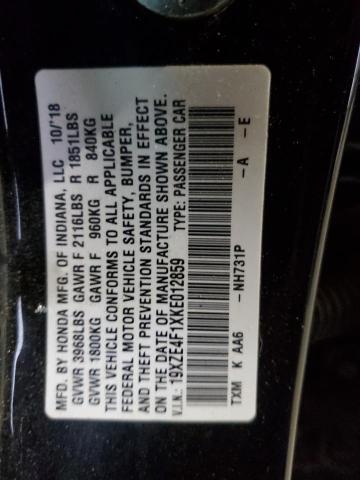 MFD. BY HONDA MFG. OF INDIANA, LLC 10/'18
GVWR 3968LBS GAWR F 2116LBS R 1851LBS
GVWR 1800KG GAWR F 960KG R 840KG
THIS VEHICLE CONFORMS TO ALL APPLICABLE
FEDERAL MOTOR VEHICLE SAFETY, BUMPER,
AND THEFT PREVENTION STANDARDS IN EFFECT
ON THE DATE OF MANUFACTURE SHOWN ABOVE.
V.I.N.: 19XZE4F1XKE012859 TYPE: PASSENGER CAR
TXM K AA6 -NH731P -A -E